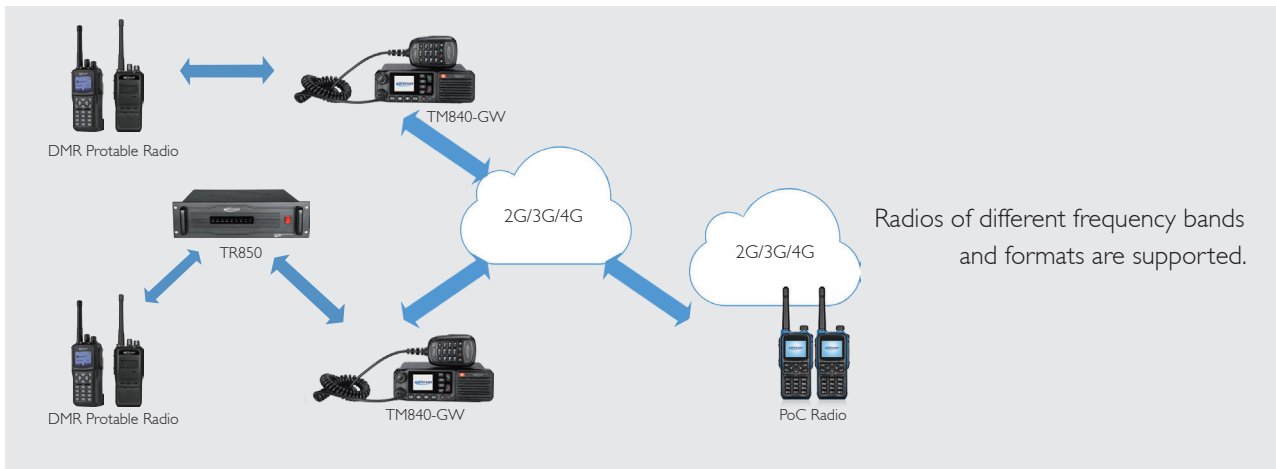 TM840-GW
DMR Protable Radio
2G/3G/4G
TR850
2G/3G/4G
Radios of different frequency bands
and formats are supported.
DMR Protable Radio
TM840-GW
PoC Radio